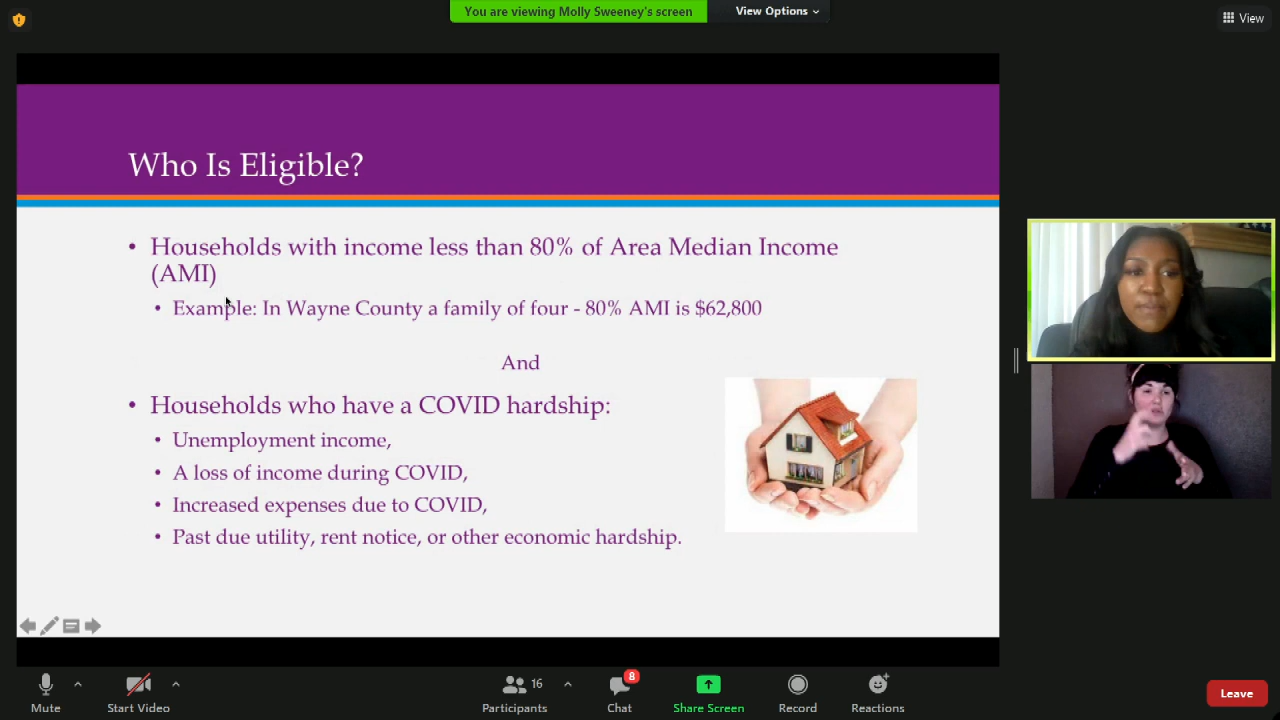 You are viewing Molly Sweeney's screen
View Options
View
Who Is Eligible?
• Households with income less than 80% of Area Median Income
(AMI)
• Example: In Wayne County a family of four - 80% AMI is $62,800
And
• Households who have a COVID hardship:
• Unemployment income,
• A loss of income during COVID,
• Increased expenses due to COVID,
• Past due utility, rent notice, or other economic hardship.
Mute
Start Video
16
Participants
8
Chat
Share Screen
Record
Reactions
Leave